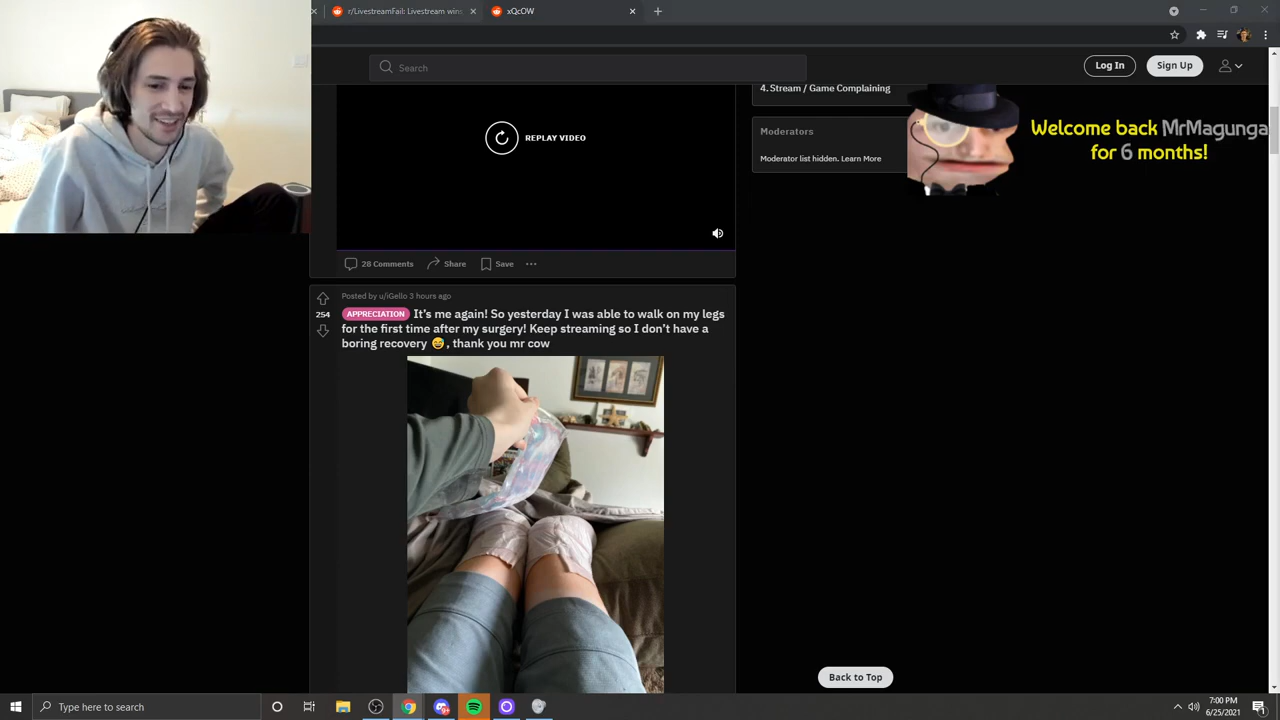 r/LivestreamFail: Livestream wins
xQcOW
Search
Log In
Sign Up
4. Stream / Game Complaining
Moderators
Moderator list hidden. Learn More
Welcome back MrMagunga
for 6 months!
REPLAY VIDEO
28 Comments
Share
Save
Posted by u/iGello 3 hours ago
254
APPRECIATION It's me again! So yesterday I was able to walk on my legs
for the first time after my surgery! Keep streaming so I don't have a
boring recovery 😅, thank you mr cow
Back to Top
Type here to search
7:00 PM
6/25/2021